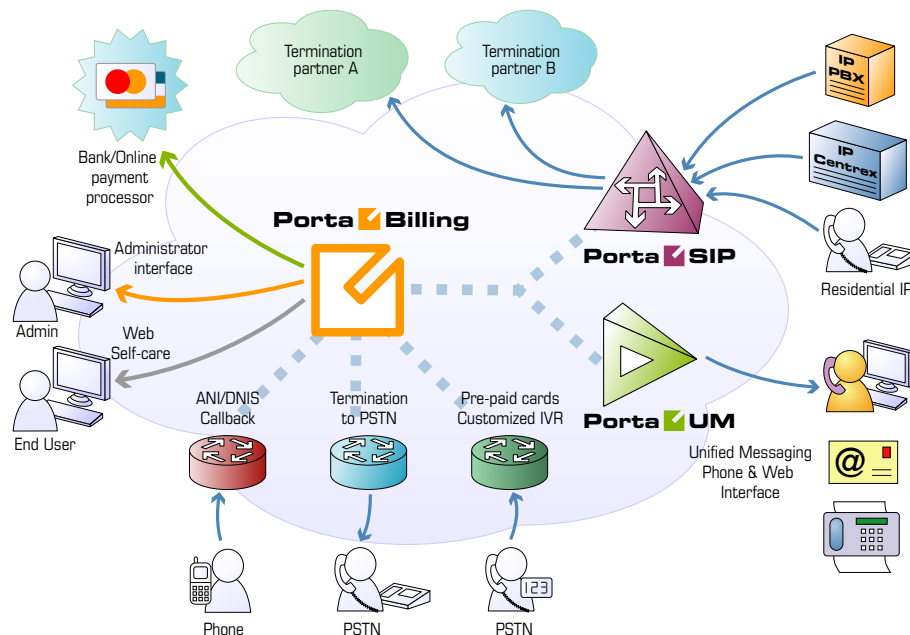 Termination
partner A
Termination
partner B
IP
PBX
Bank/Online
payment
processor
IP
Centrex
Porta Billing
Porta SIP
Administrator
interface
Residential IP
Admin
Web
Self-care
End User
ANI/DNIS
Callback
Termination
to PSTN
Pre-paid cards
Customized IVR
Porta UM
Unified Messaging
Phone & Web
Interface
@
123
Phone
PSTN
PSTN